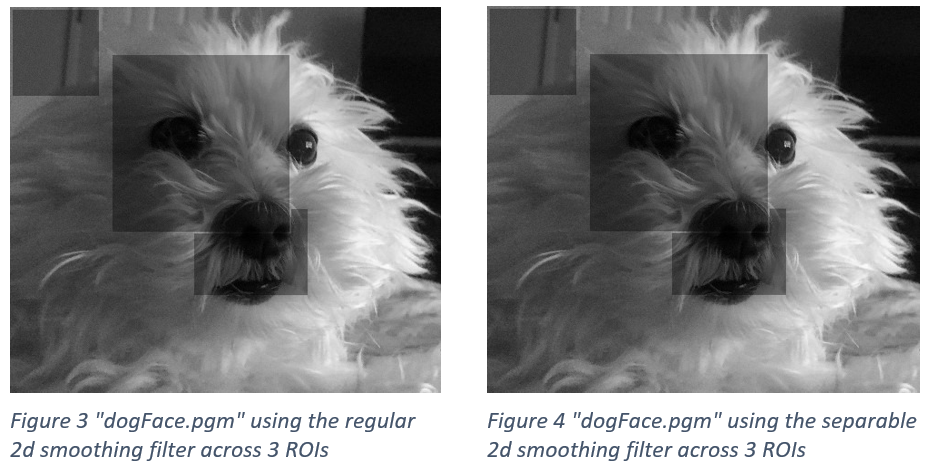 Figure 3 "dogFace.pgm" using the regular
2d smoothing filter across 3 ROIs
Figure 4 "dogFace.pgm" using the separable
2d smoothing filter across 3 ROIs